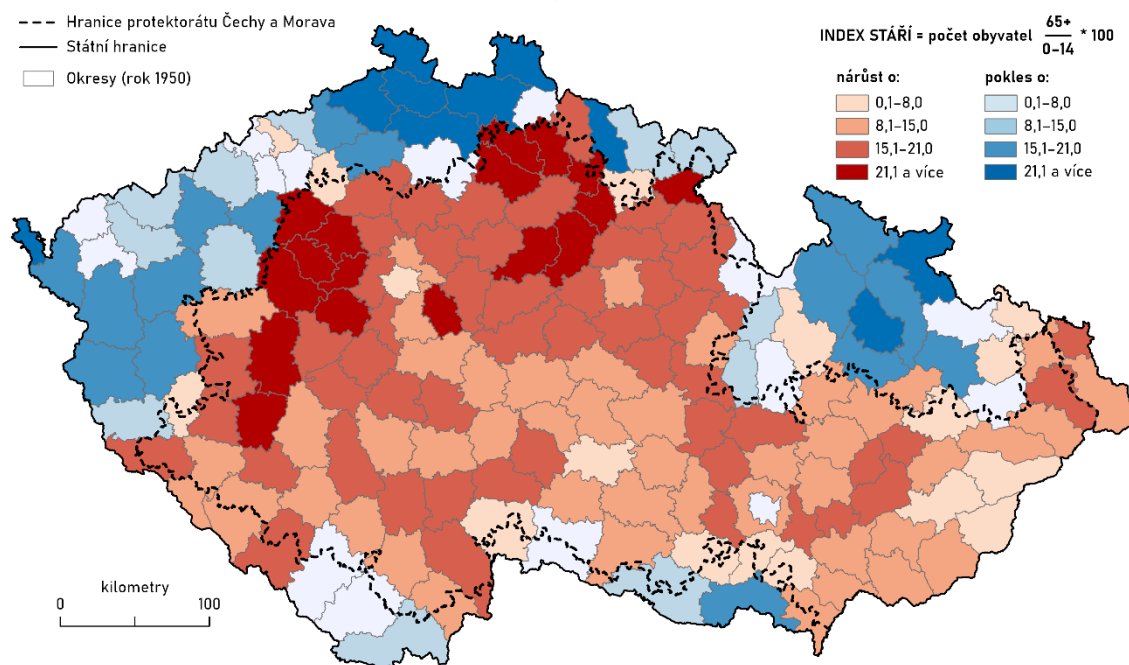 Hranice protektorátu Čechy a Morava
Státní hranice
Okresy (rok 1950)
INDEX STÁŘÍ = počet obyvatel 65+ / 0–14 * 100
nárůst o:
0,1–8,0
8,1–15,0
15,1–21,0
21,1 a více
pokles o:
0,1–8,0
8,1–15,0
15,1–21,0
21,1 a více
kilometry
0 100